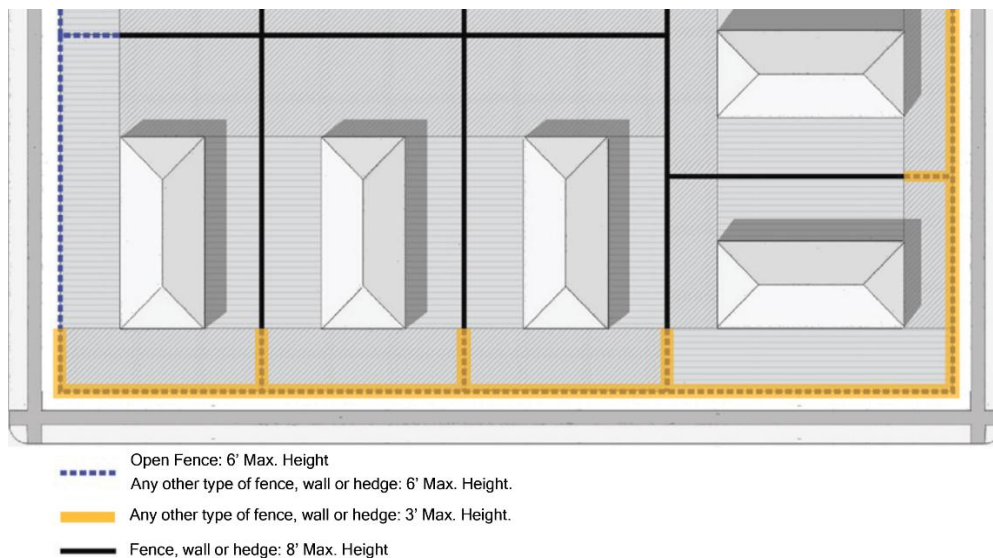 Open Fence: 6’ Max. Height
Any other type of fence, wall or hedge: 6’ Max. Height.
Any other type of fence, wall or hedge: 3’ Max. Height.
Fence, wall or hedge: 8’ Max. Height